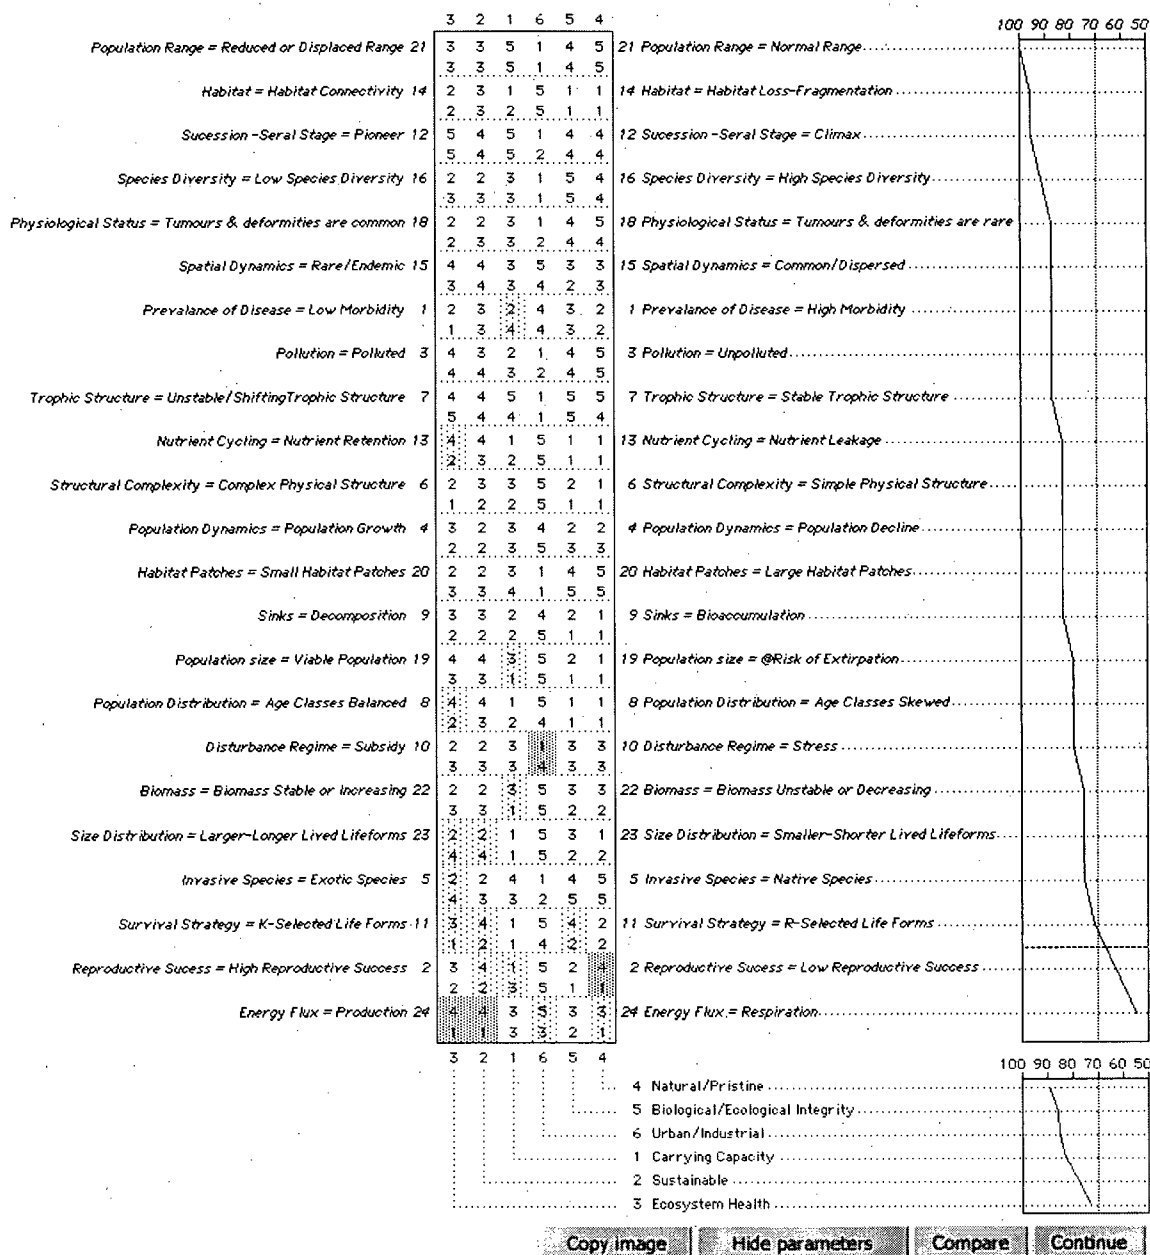 3 2 1 6 5 4
100 90 80 70 60 50
Population Range = Reduced or Displaced Range 21 3 3 5 1 4 5 21 Population Range = Normal Range
3 3 5 1 4 5
Habitat = Habitat Connectivity 14 2 3 1 5 1 1 14 Habitat = Habitat Loss-Fragmentation
2 3 2 5 1 1
Sucession-Seral Stage = Pioneer 12 5 4 5 1 4 4 12 Sucession-Seral Stage = Climax
5 4 5 2 4 4
Species Diversity = Low Species Diversity 16 2 2 3 1 5 4 16 Species Diversity = High Species Diversity
3 3 3 1 5 4
Physiological Status = Tumours & deformities are common 18 2 2 3 1 4 5 18 Physiological Status = Tumours & deformities are rare
2 3 3 2 4 4
Spatial Dynamics = Rare/Endemic 15 4 4 3 5 3 3 15 Spatial Dynamics = Common/Dispersed
3 4 3 4 2 3
Prevalance of Disease = Low Morbidity 1 2 3 2 4 3 2 1 Prevalance of Disease = High Morbidity
1 3 4 4 3 2
Pollution = Polluted 3 4 3 2 1 4 5 3 Pollution = Unpolluted
4 4 3 2 4 5
Trophic Structure = Unstable/ShiftingTrophic Structure 7 4 4 5 1 5 5 7 Trophic Structure = Stable Trophic Structure
5 4 4 1 5 4
Nutrient Cycling = Nutrient Retention 13 4 4 1 5 1 1 13 Nutrient Cycling = Nutrient Leakage
2 3 2 5 1 1
Structural Complexity = Complex Physical Structure 6 2 3 3 5 2 1 6 Structural Complexity = Simple Physical Structure
1 2 2 5 1 1
Population Dynamics = Population Growth 4 3 2 3 4 2 2 4 Population Dynamics = Population Decline
2 2 3 5 3 3
Habitat Patches = Small Habitat Patches 20 2 2 3 1 4 5 20 Habitat Patches = Large Habitat Patches
3 3 4 1 5 5
Sinks = Decomposition 9 3 3 2 4 2 1 9 Sinks = Bioaccumulation
2 2 2 5 1 1
Population size = Viable Population 19 4 4 3 5 2 1 19 Population size = @Risk of Extirpation
3 3 1 5 1 1
Population Distribution = Age Classes Balanced 8 4 4 1 5 1 1 8 Population Distribution = Age Classes Skewed
2 3 2 4 1 1
Disturbance Regime = Subsidy 10 2 2 3 1 3 3 10 Disturbance Regime = Stress
3 3 3 4 3 3
Biomass = Biomass Stable or Increasing 22 2 2 3 5 3 3 22 Biomass = Biomass Unstable or Decreasing
3 3 1 5 2 2
Size Distribution = Larger-Longer Lived Lifeforms 23 2 2 1 5 3 1 23 Size Distribution = Smaller-Shorter Lived Lifeforms
4 4 1 5 2 2
Invasive Species = Exotic Species 5 2 2 4 1 4 5 5 Invasive Species = Native Species
4 3 3 2 5 5
Survival Strategy = K-Selected Life Forms 11 3 4 1 5 4 2 11 Survival Strategy = R-Selected Life Forms
1 2 1 4 2 2
Reproductive Sucess = High Reproductive Success 2 3 4 1 5 2 4 2 Reproductive Sucess = Low Reproductive Success
2 2 3 5 1 1
Energy Flux = Production 24 4 4 3 5 3 3 24 Energy Flux = Respiration
1 1 3 3 2 1
3 2 1 6 5 4
100 90 80 70 60 50
4 Natural/Pristine
5 Biological/Ecological Integrity
6 Urban/Industrial
1 Carrying Capacity
2 Sustainable
3 Ecosystem Health
Copy image Hide parameters Compare Continue